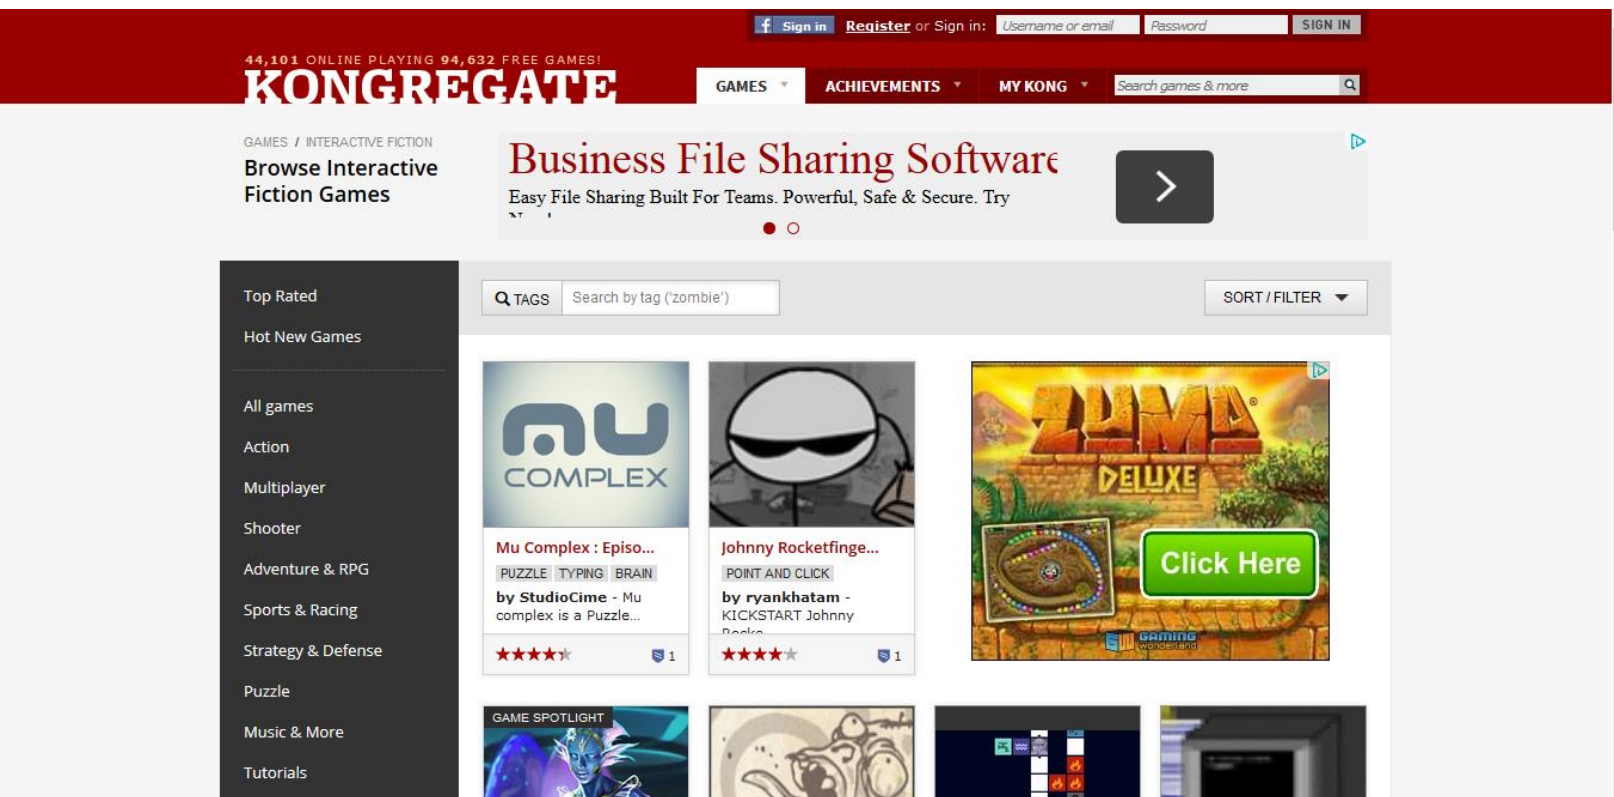 Sign in
Register or Sign in:
Username or email
Password
SIGN IN
44,101 ONLINE PLAYING 94,632 FREE GAMES!
KONGREGATE
GAMES
ACHIEVEMENTS
MY KONG
Search games & more
GAMES / INTERACTIVE FICTION
Browse Interactive
Fiction Games
Business File Sharing Software
Easy File Sharing Built For Teams. Powerful, Safe & Secure. Try
Top Rated
Hot New Games
All games
Action
Multiplayer
Shooter
Adventure & RPG
Sports & Racing
Strategy & Defense
Puzzle
Music & More
Tutorials
TAGS
Search by tag ('zombie')
SORT / FILTER
mu
COMPLEX
Mu Complex : Episo...
PUZZLE TYPING BRAIN
by StudioCime - Mu
complex is a Puzzle...
1
Johnny Rocketfinge...
POINT AND CLICK
by ryankhatam -
KICKSTART Johnny
1
ZUMA
DELUXE
Click Here
GW GAMING
wonderland
GAME SPOTLIGHT